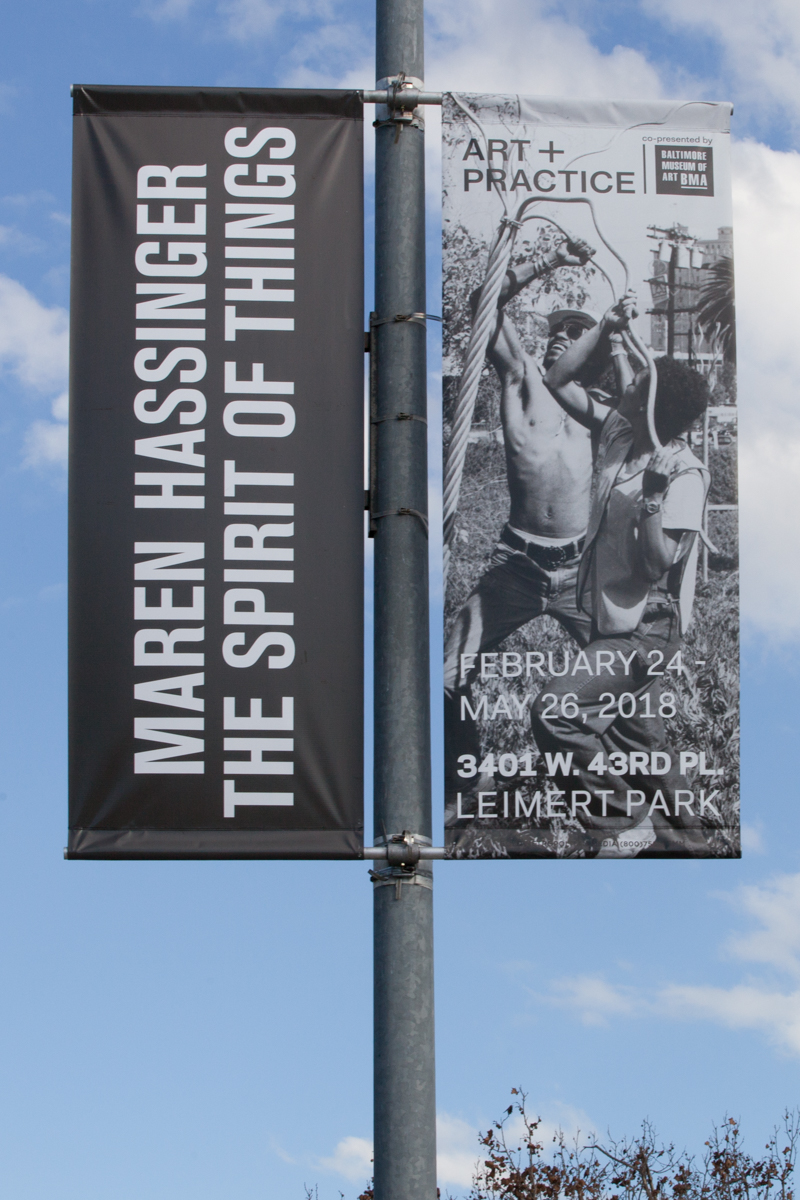 MAREN HASSINGER
THE SPIRIT OF THINGS
ART +
PRACTICE
co-presented by
BALTIMORE
MUSEUM OF
ART BMA
FEBRUARY 24 -
MAY 26, 2018
3401 W. 43RD PL.
LEIMERT PARK